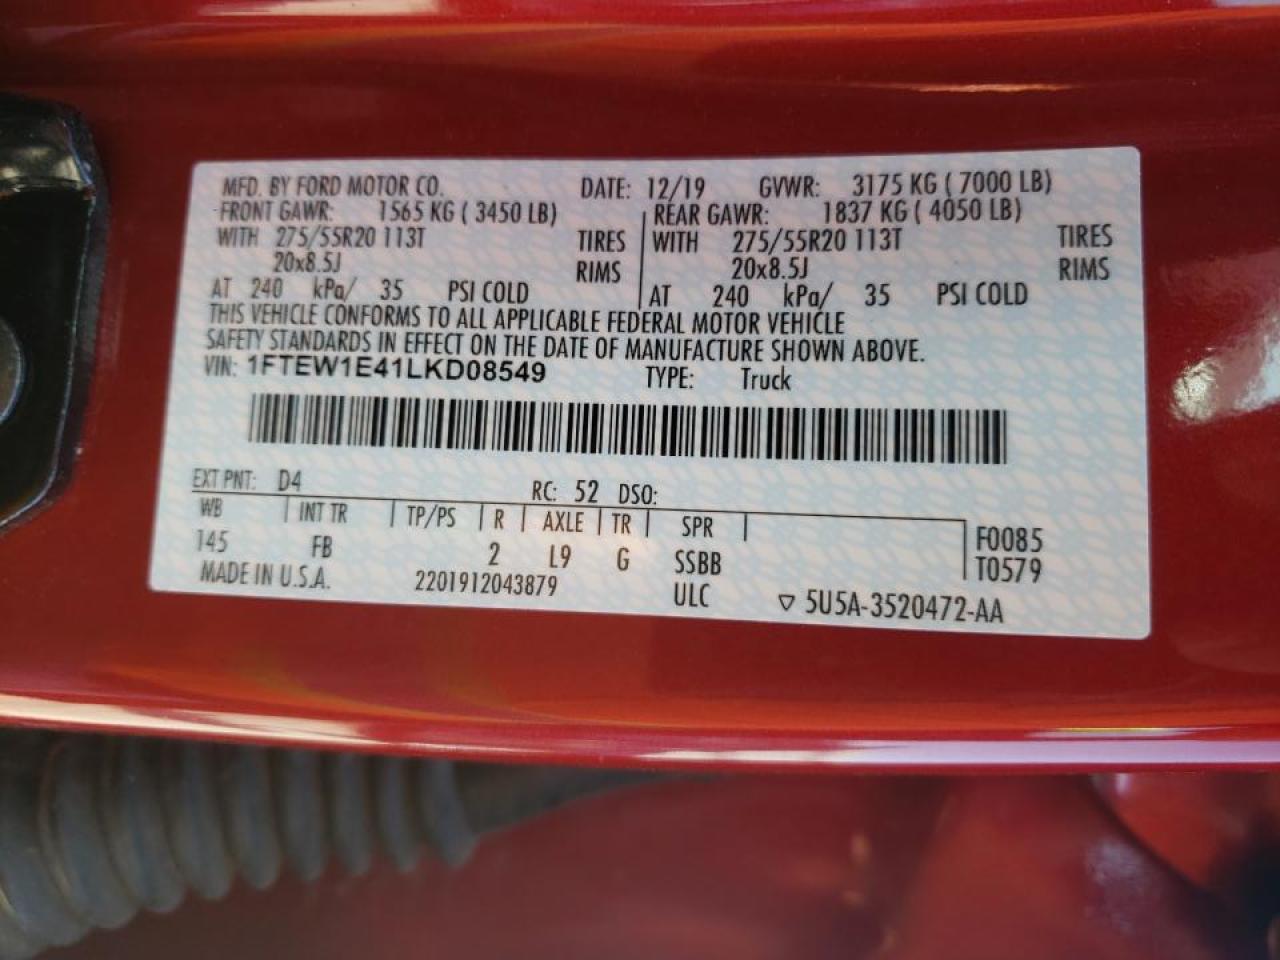 MFD. BY FORD MOTOR CO. DATE: 12/19 GVWR: 3175 KG ( 7000 LB)
FRONT GAWR: 1565 KG ( 3450 LB) REAR GAWR: 1837 KG ( 4050 LB)
WITH 275/55R20 113T TIRES WITH 275/55R20 113T TIRES
20x8.5J RIMS 20x8.5J RIMS
AT 240 kPa/ 35 PSI COLD AT 240 kPa/ 35 PSI COLD
THIS VEHICLE CONFORMS TO ALL APPLICABLE FEDERAL MOTOR VEHICLE
SAFETY STANDARDS IN EFFECT ON THE DATE OF MANUFACTURE SHOWN ABOVE.
VIN: 1FTEW1E41LKD08549 TYPE: Truck
EXT PNT: D4 RC: 52 DSO:
WB INT TR TP/PS R AXLE TR SPR F0085
145 FB 2 L9 G SSBB T0579
MADE IN U.S.A. 2201912043879 ULC ▽ 5U5A-3520472-AA